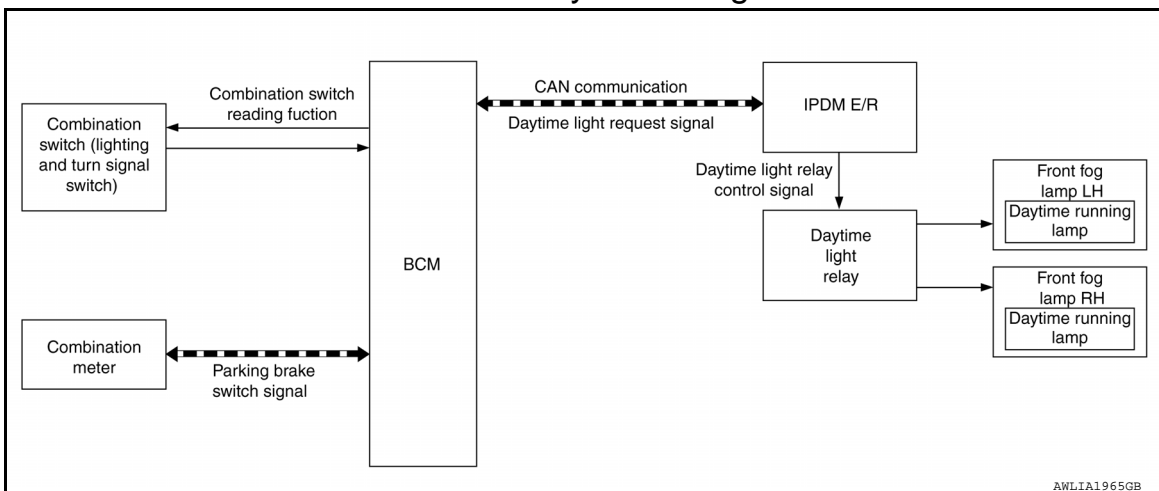 Combination switch
reading fuction
Combination
switch (lighting
and turn signal
switch)
BCM
CAN communication
Daytime light request signal
IPDM E/R
Daytime light relay
control signal
Daytime
light
relay
Front fog
lamp LH
Daytime running
lamp
Front fog
lamp RH
Daytime running
lamp
Combination
meter
Parking brake
switch signal
AWLIA1965GB